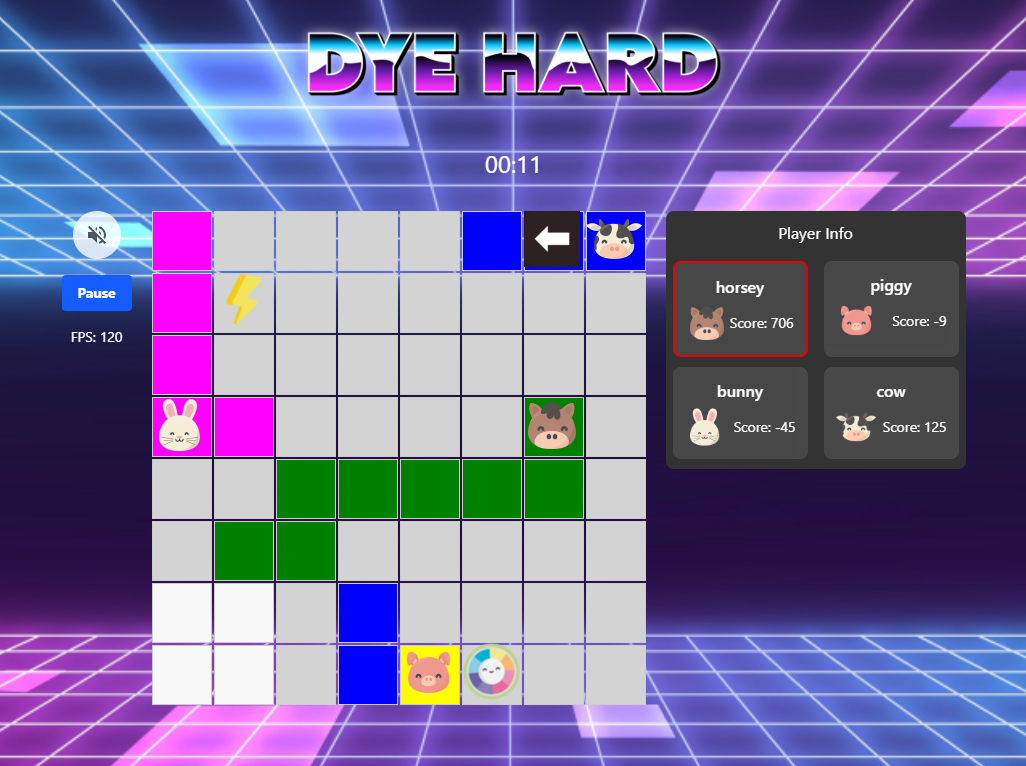 DYE HARD
00:11
Pause
FPS: 120
Player Info
horsey
Score: 706
piggy
Score: -9
bunny
Score: -45
cow
Score: 125